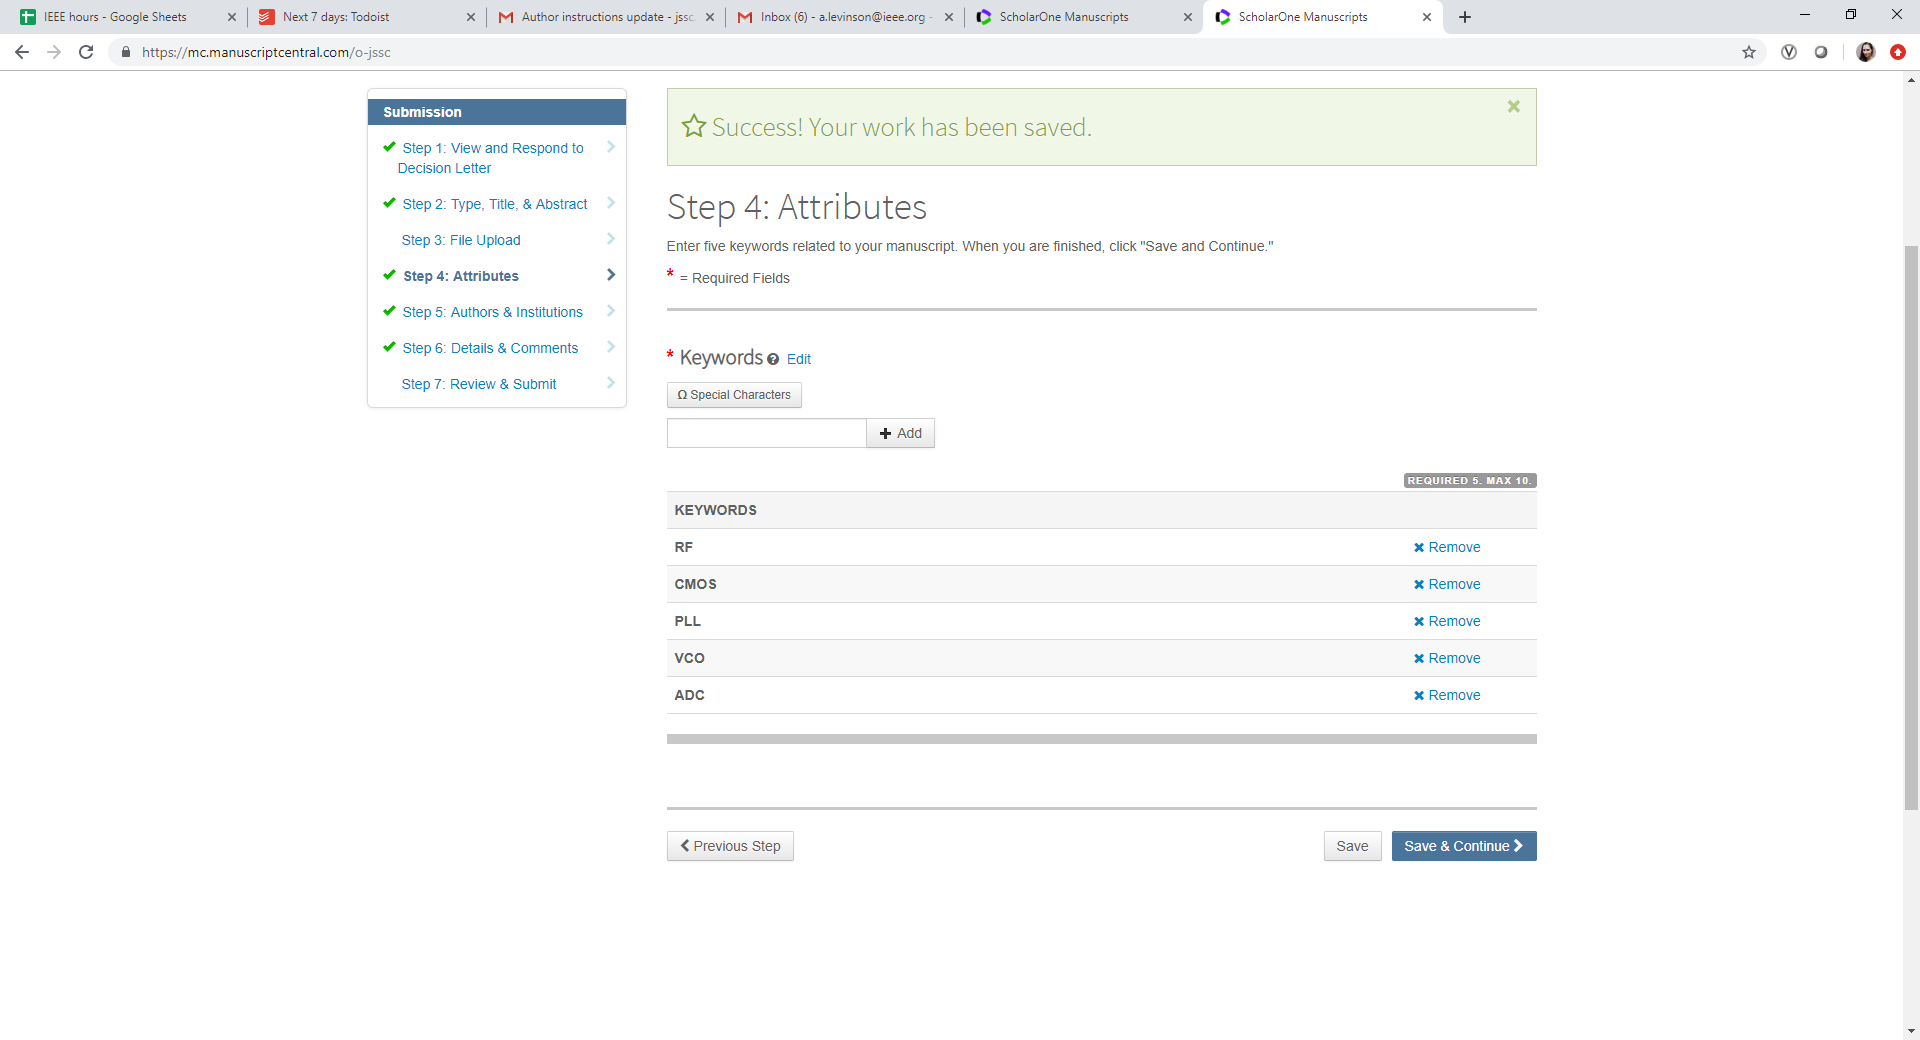 IEEE hours - Google Sheets
Next 7 days: Todoist
Author instructions update - jssc
Inbox (6) - a.levinson@ieee.org -
ScholarOne Manuscripts
ScholarOne Manuscripts
https://mc.manuscriptcentral.com/o-jssc
Submission
Step 1: View and Respond to
Decision Letter
Step 2: Type, Title, & Abstract
Step 3: File Upload
Step 4: Attributes
Step 5: Authors & Institutions
Step 6: Details & Comments
Step 7: Review & Submit
Success! Your work has been saved.
Step 4: Attributes
Enter five keywords related to your manuscript. When you are finished, click "Save and Continue."
* = Required Fields
* Keywords Edit
Ω Special Characters
Add
REQUIRED 5. MAX 10.
KEYWORDS
RF Remove
CMOS Remove
PLL Remove
VCO Remove
ADC Remove
Previous Step
Save
Save & Continue